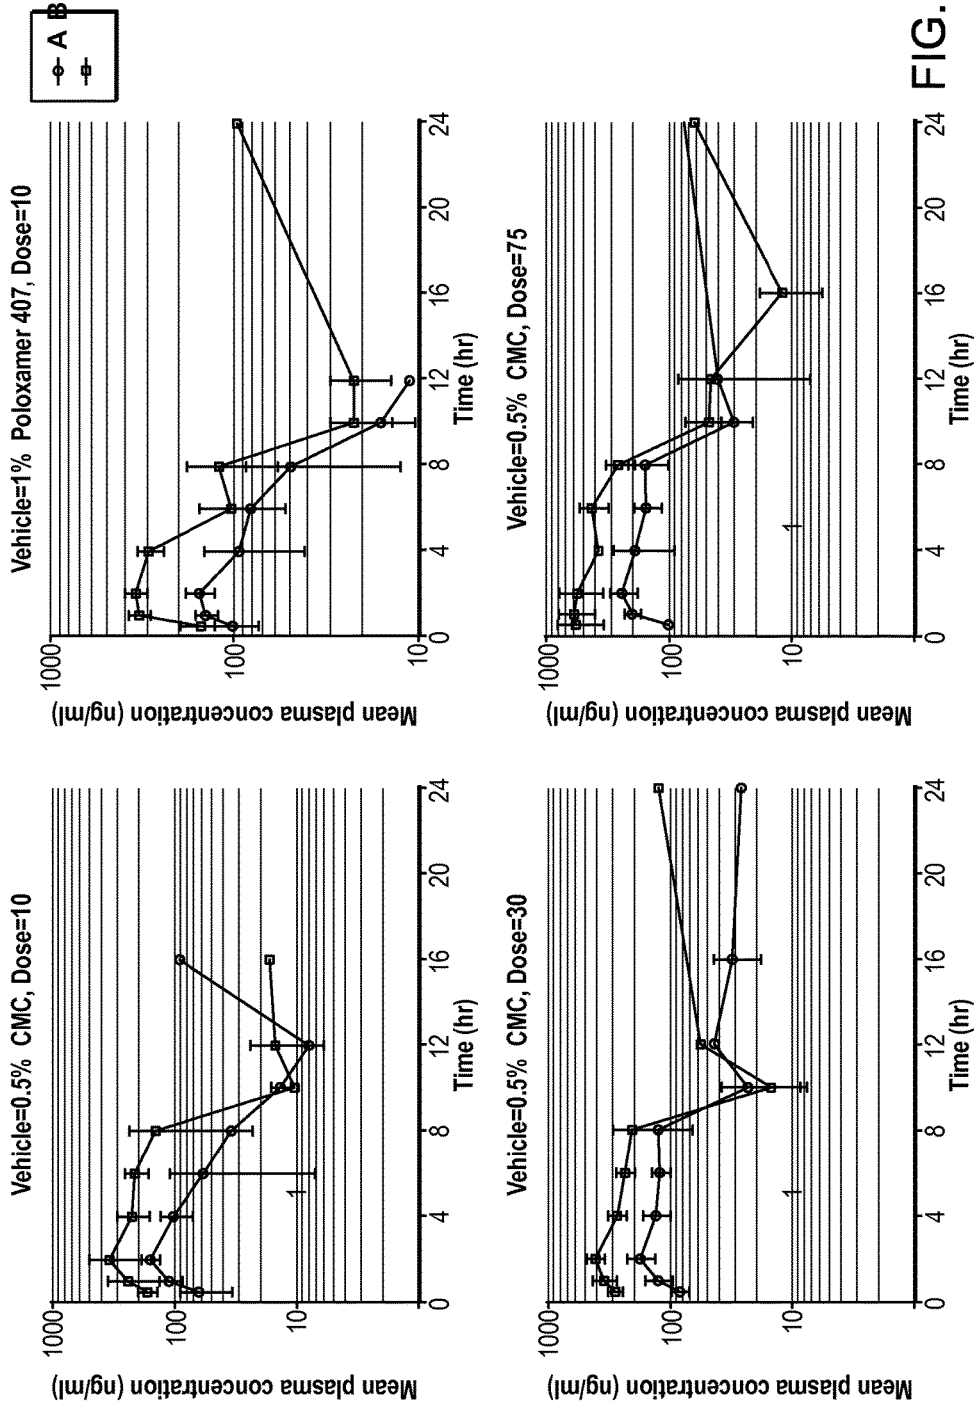 Vehicle=0.5% CMC, Dose=10
Mean plasma concentration (ng/ml)
1000
100
10
1
0 4 8 12 16 20 24
Time (hr)
Vehicle=1% Poloxamer 407, Dose=10
Mean plasma concentration (ng/ml)
1000
100
10
0 4 8 12 16 20 24
Time (hr)
A
B
Vehicle=0.5% CMC, Dose=30
Mean plasma concentration (ng/ml)
1000
100
10
1
0 4 8 12 16 20 24
Time (hr)
Vehicle=0.5% CMC, Dose=75
Mean plasma concentration (ng/ml)
1000
100
10
1
0 4 8 12 16 20 24
Time (hr)
FIG.